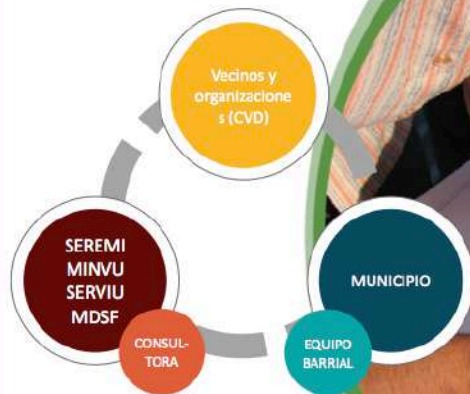 Vecinos y
organizacione
s (CVD)
SEREMI
MINVU
SERVIU
MDSF
MUNICIPIO
CONSUL-
TORA
EQUIPO
BARRIAL